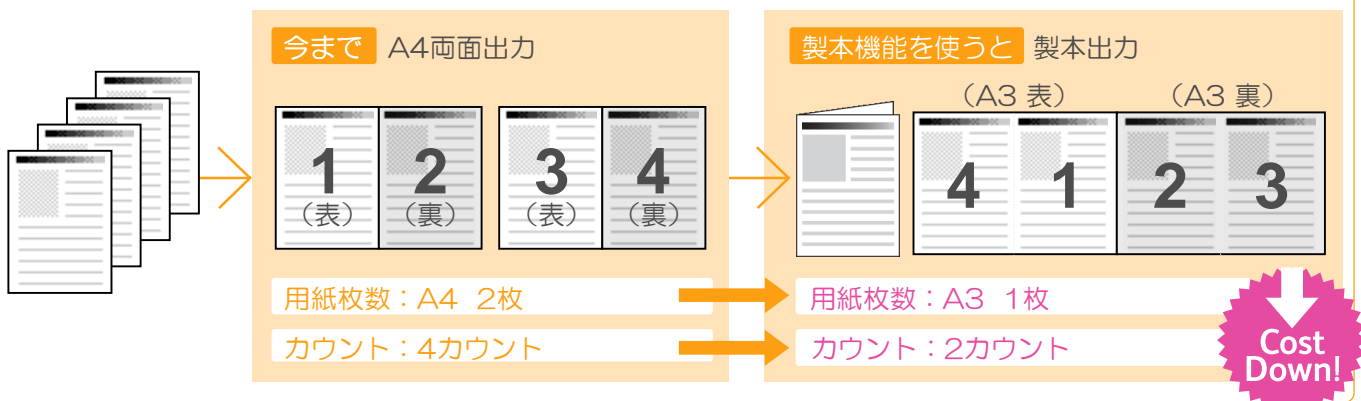 今まで A4両面出力
1
(表)
2
(裏)
3
(表)
4
(裏)
用紙枚数:A4 2枚
カウント:4カウント
製本機能を使うと 製本出力
(A3 表) (A3 裏)
4 1 2 3
用紙枚数:A3 1枚
カウント:2カウント
Cost
Down!